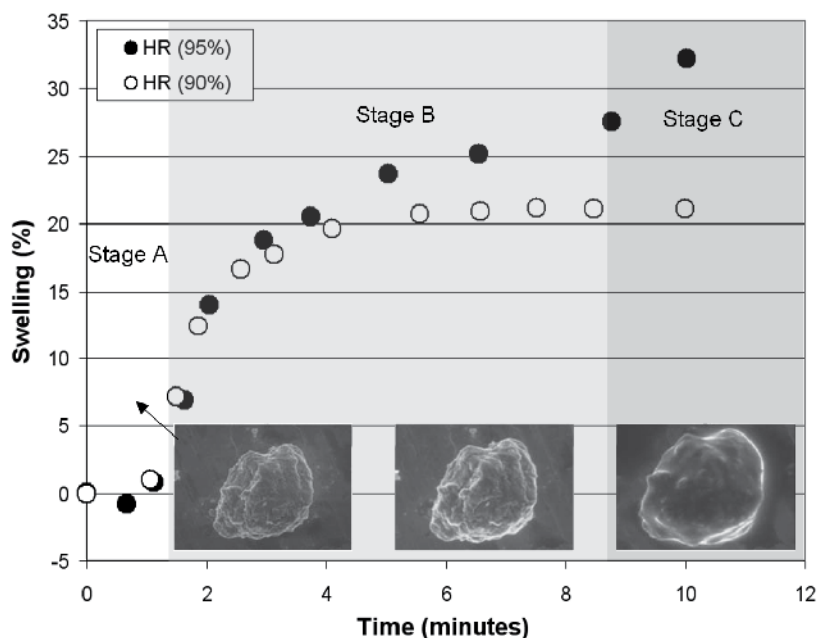 35
30
25
20
15
10
5
0
-5
Swelling (%)
HR (95%)
HR (90%)
Stage A
Stage B
Stage C
0 2 4 6 8 10 12
Time (minutes)